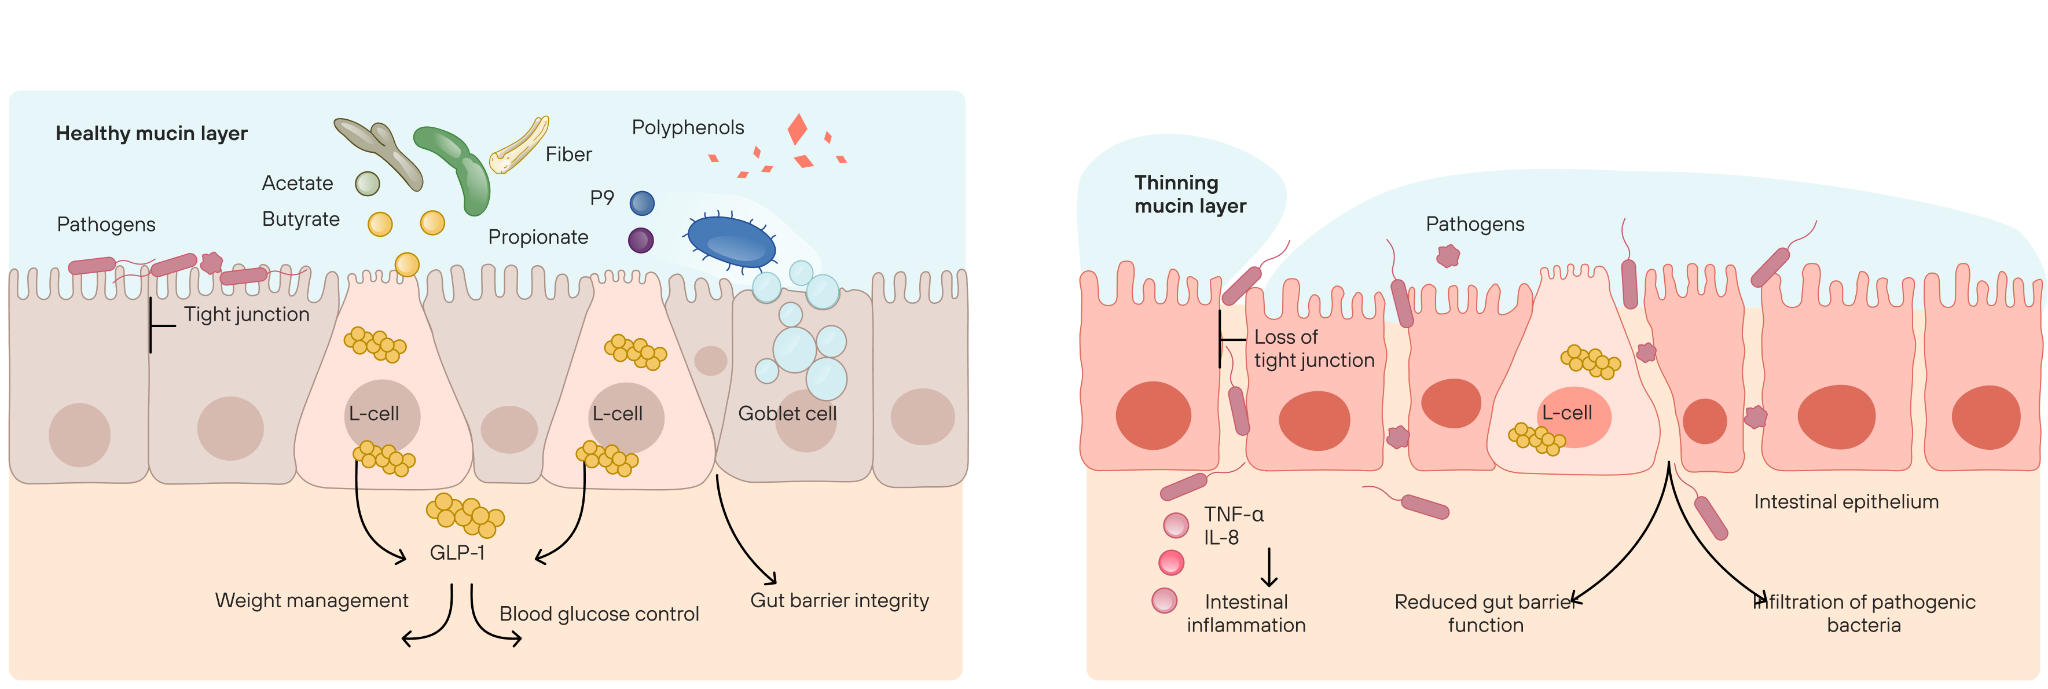 Healthy mucin layer
Fiber
Polyphenols
Acetate
Butyrate
P9
Propionate
Pathogens
Tight junction
L-cell
L-cell
Goblet cell
GLP-1
Weight management
Blood glucose control
Gut barrier integrity
Thinning
mucin layer
Pathogens
Loss of
tight junction
L-cell
Intestinal epithelium
TNF-α
IL-8
Intestinal
inflammation
Reduced gut barrier
function
Infiltration of pathogenic
bacteria